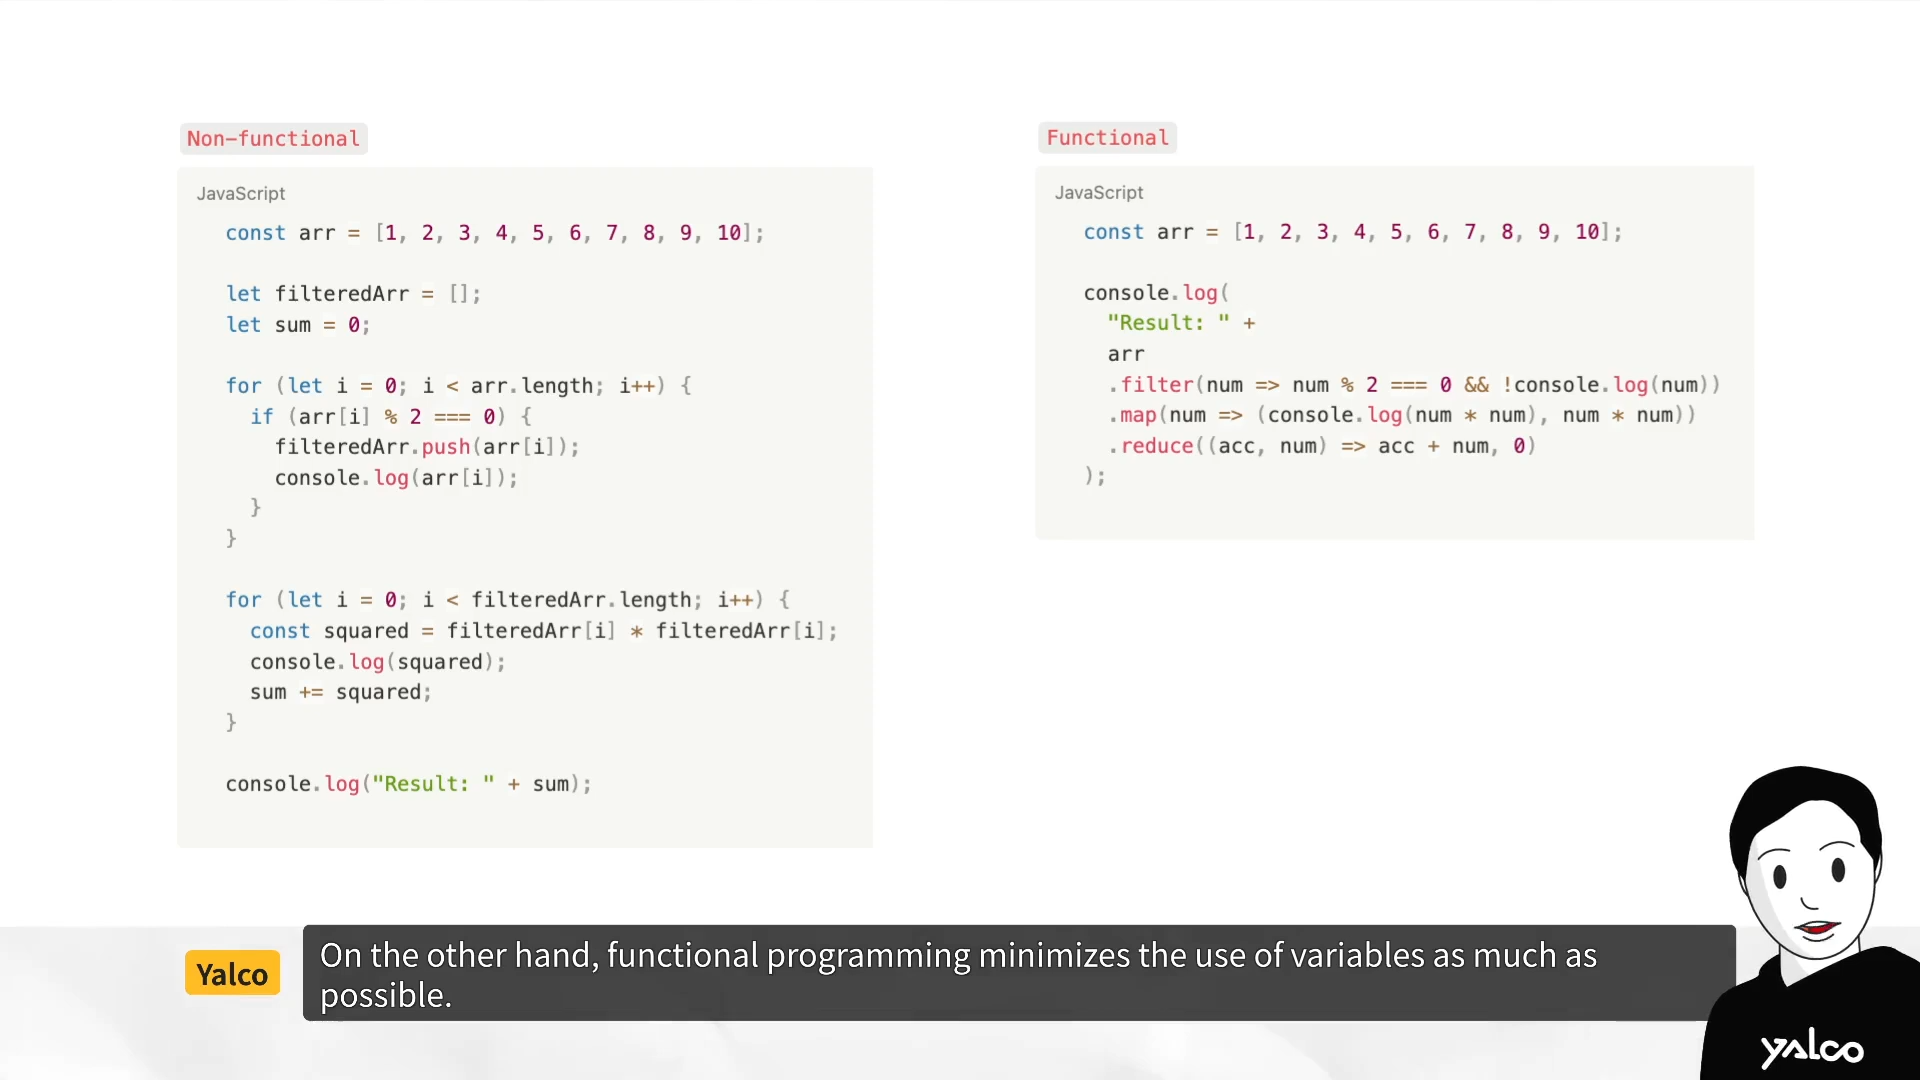 Non-functional
JavaScript
const arr = [1, 2, 3, 4, 5, 6, 7, 8, 9, 10];
let filteredArr = [];
let sum = 0;
for (let i = 0; i < arr.length; i++) {
  if (arr[i] % 2 === 0) {
    filteredArr.push(arr[i]);
    console.log(arr[i]);
  }
}
for (let i = 0; i < filteredArr.length; i++) {
  const squared = filteredArr[i] * filteredArr[i];
  console.log(squared);
  sum += squared;
}
console.log("Result: " + sum);
Functional
JavaScript
const arr = [1, 2, 3, 4, 5, 6, 7, 8, 9, 10];
console.log(
  "Result: " +
  arr
  .filter(num => num % 2 === 0 && !console.log(num))
  .map(num => (console.log(num * num), num * num))
  .reduce((acc, num) => acc + num, 0)
);
Yalco
On the other hand, functional programming minimizes the use of variables as much as
possible.
yalco